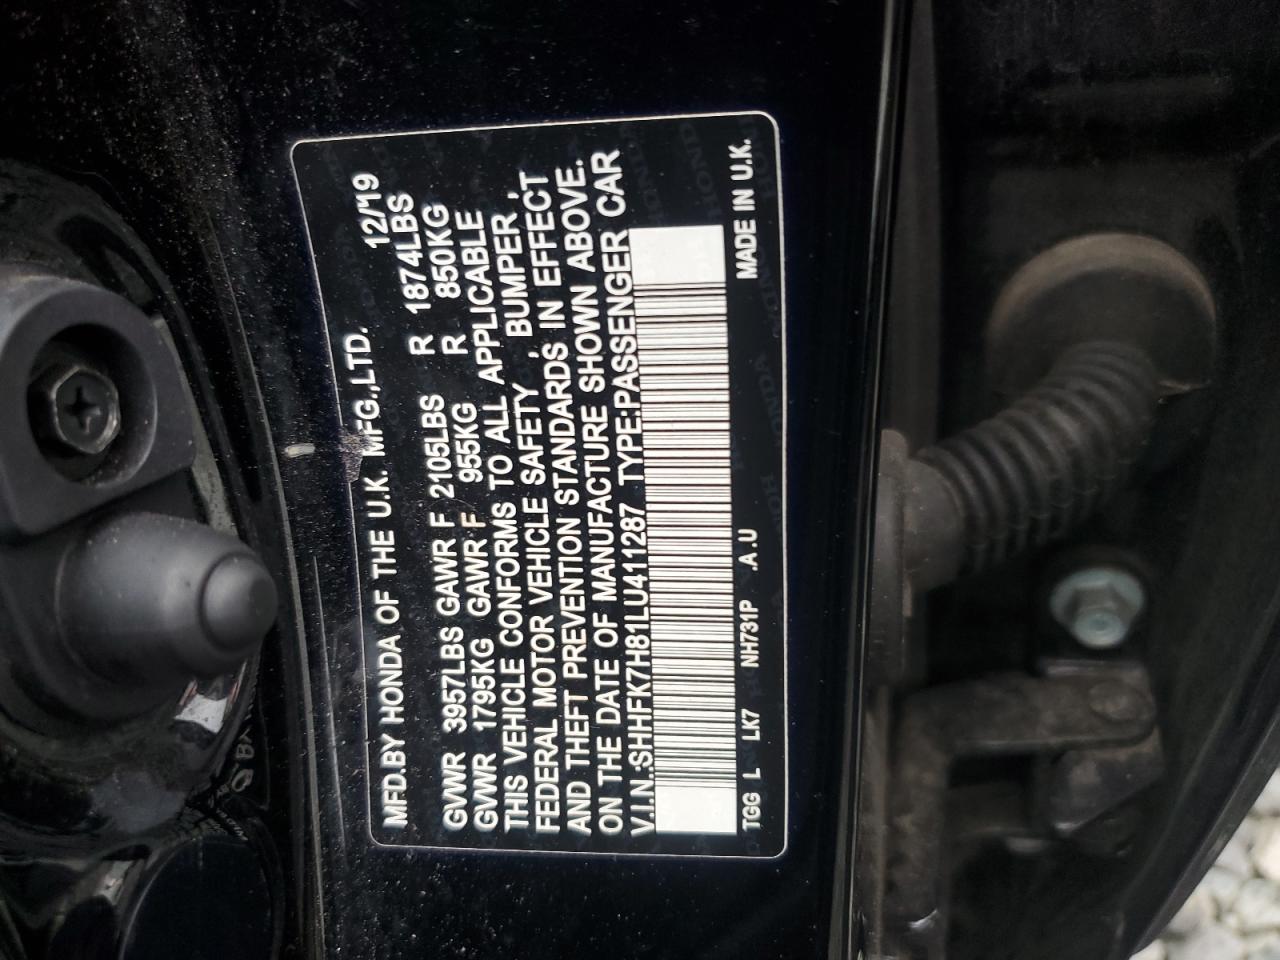 MFD.BY HONDA OF THE U.K. MFG.,LTD. 12/19
GVWR 3957LBS GAWR F 2105LBS R 1874LBS
GVWR 1795KG GAWR F 955KG R 850KG
THIS VEHICLE CONFORMS TO ALL APPLICABLE
FEDERAL MOTOR VEHICLE SAFETY , BUMPER ,
AND THEFT PREVENTION STANDARDS IN EFFECT
ON THE DATE OF MANUFACTURE SHOWN ABOVE.
V.I.N.:SHHFK7H81LU411287 TYPE:PASSENGER CAR
TGG L LK7 NH731P .A.U MADE IN U.K.